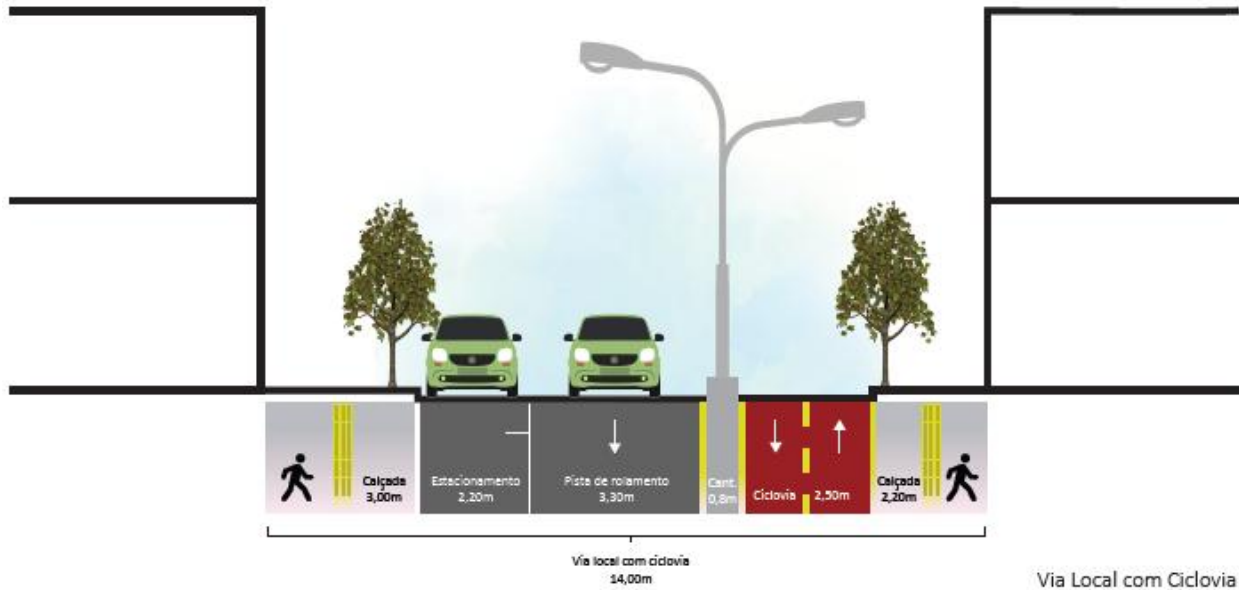 Calçada
3,00m
Estacionamento
2,20m
Pista de rolamento
3,30m
Cant.
0,8m
Ciclovia 2,50m
Calçada
2,20m
Via local com ciclovia
14,00m
Via Local com Ciclovia